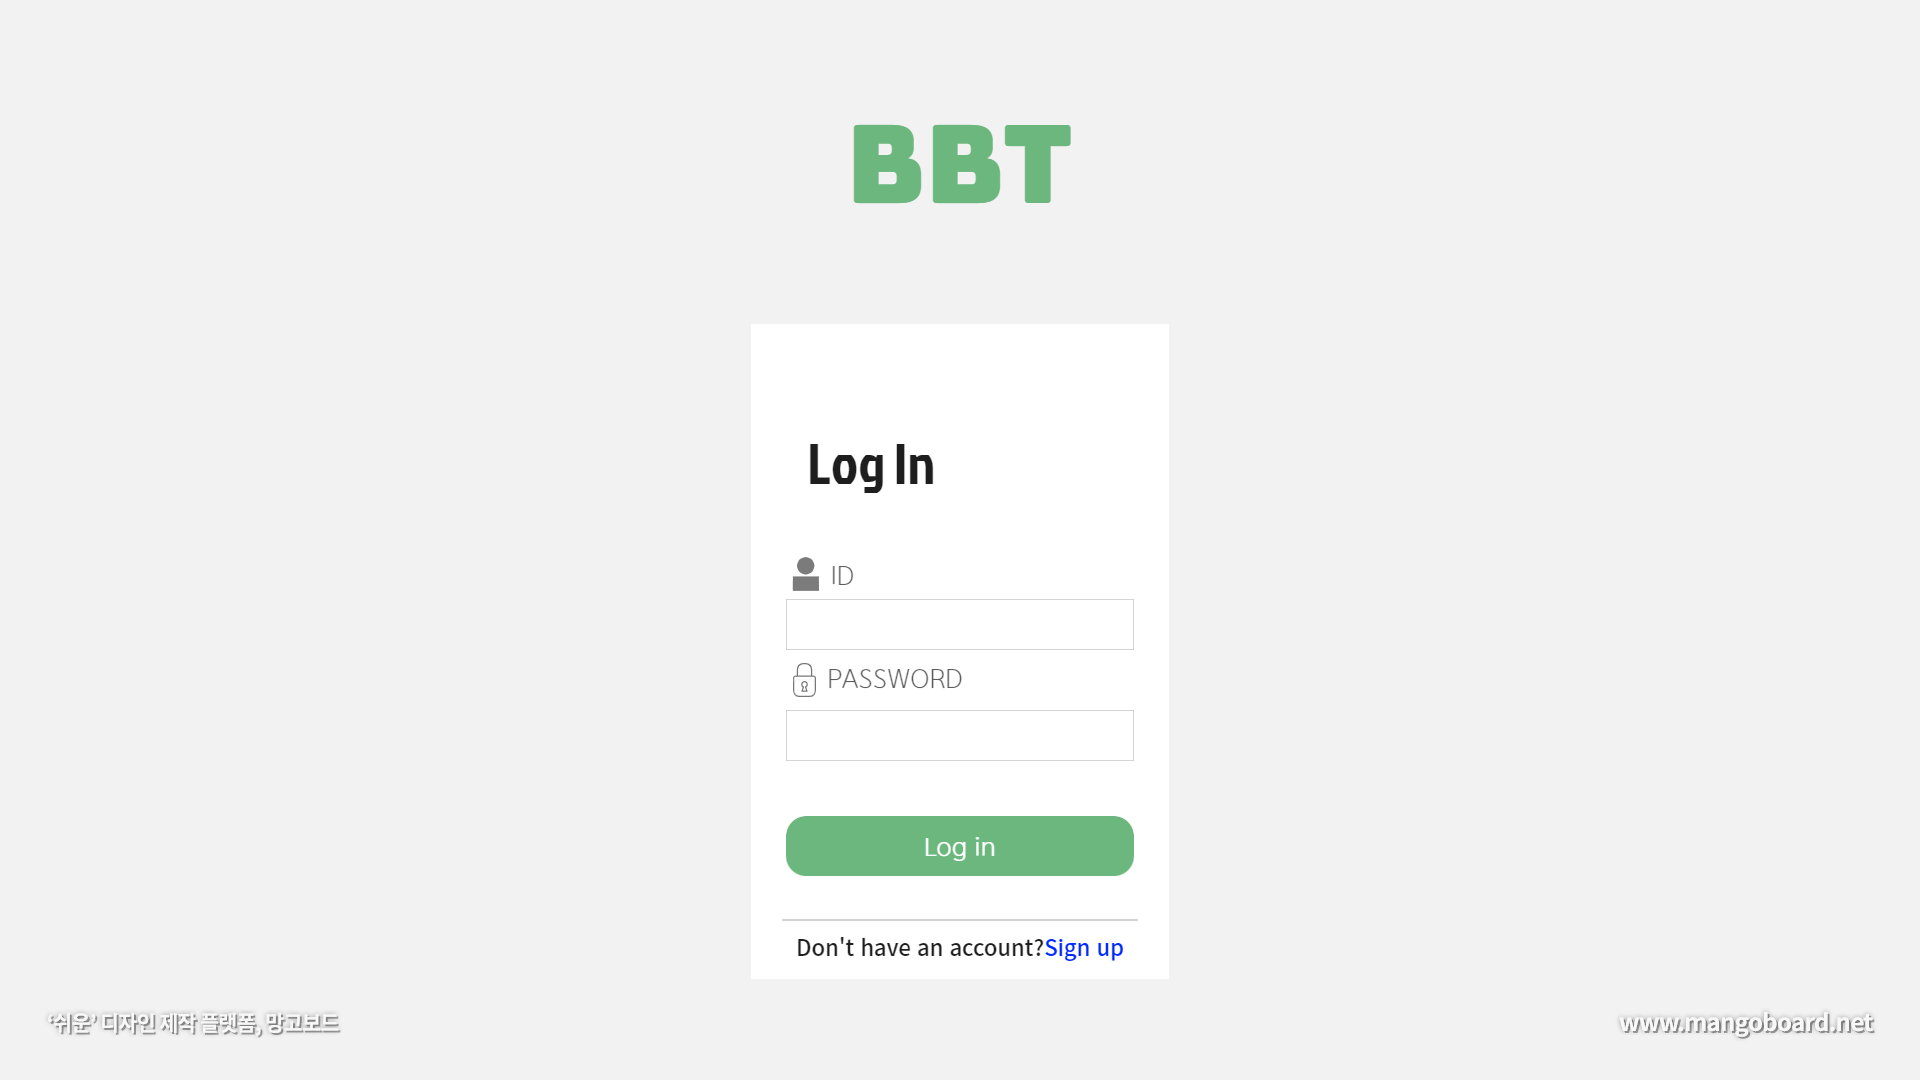 BBT
Log In
ID
PASSWORD
Log in
Don't have an account?Sign up
‘쉬운’ 디자인 제작 플랫폼, 망고보드
www.mangoboard.net